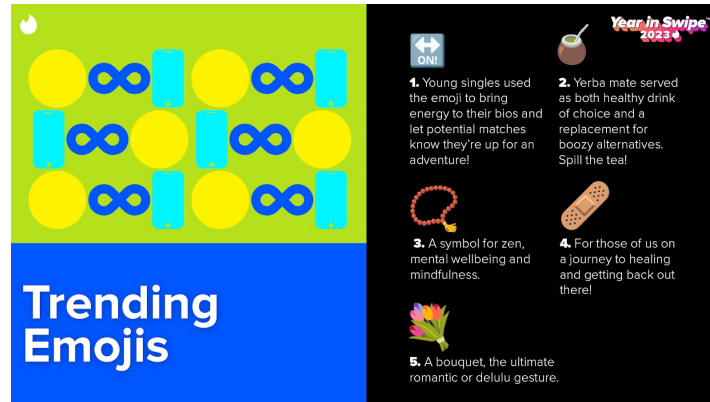 Trending
Emojis
Year in Swipe™
2023
ON!
1. Young singles used
the emoji to bring
energy to their bios and
let potential matches
know they're up for an
adventure!
2. Yerba mate served
as both healthy drink
of choice and a
replacement for
boozy alternatives.
Spill the tea!
3. A symbol for zen,
mental wellbeing and
mindfulness.
4. For those of us on
a journey to healing
and getting back out
there!
5. A bouquet, the ultimate
romantic or delulu gesture.